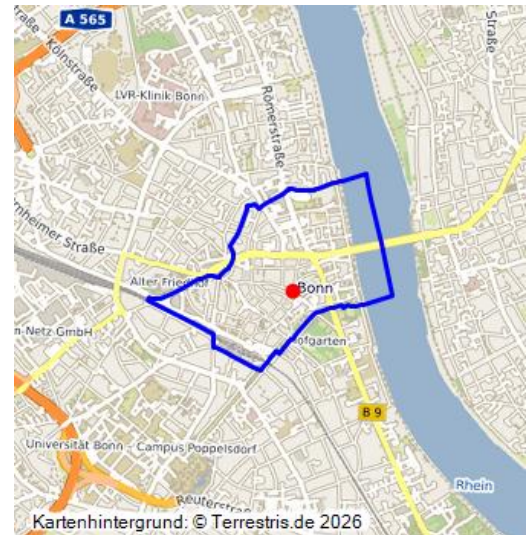 A 565
Kölnstraße
LVR-Klinik Bonn
Römerstraße
Straße
rnheimer Straße
Alter Friedhof
Bonn
n-Netz GmbH
ofgarten
B 9
Universität Bonn - Campus Poppelsdorf
Rhein
Reuterstraße
Kartenhintergrund: © Terrestris.de 2026